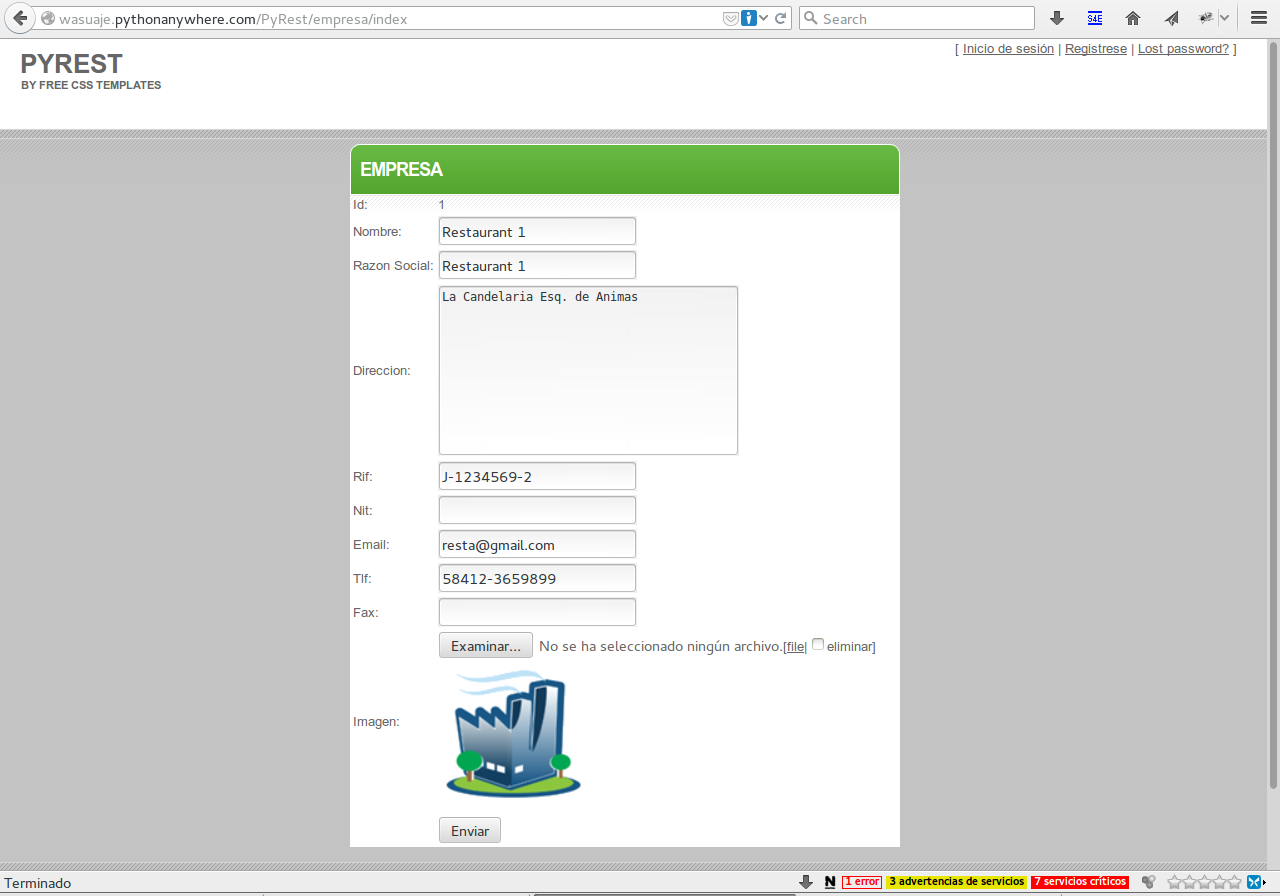 wasuaje.pythonanywhere.com/PyRest/empresa/index
Search
S4E
PYREST
BY FREE CSS TEMPLATES
[ Inicio de sesión | Registrese | Lost password? ]
EMPRESA
Id: 1
Nombre: Restaurant 1
Razon Social: Restaurant 1
La Candelaria Esq. de Animas
Direccion:
Rif: J-1234569-2
Nit:
Email: resta@gmail.com
Tlf: 58412-3659899
Fax:
Examinar... No se ha seleccionado ningún archivo.[file| eliminar]
Imagen:
Enviar
Terminado
N
1 error
3 advertencias de servicios
7 servicios críticos